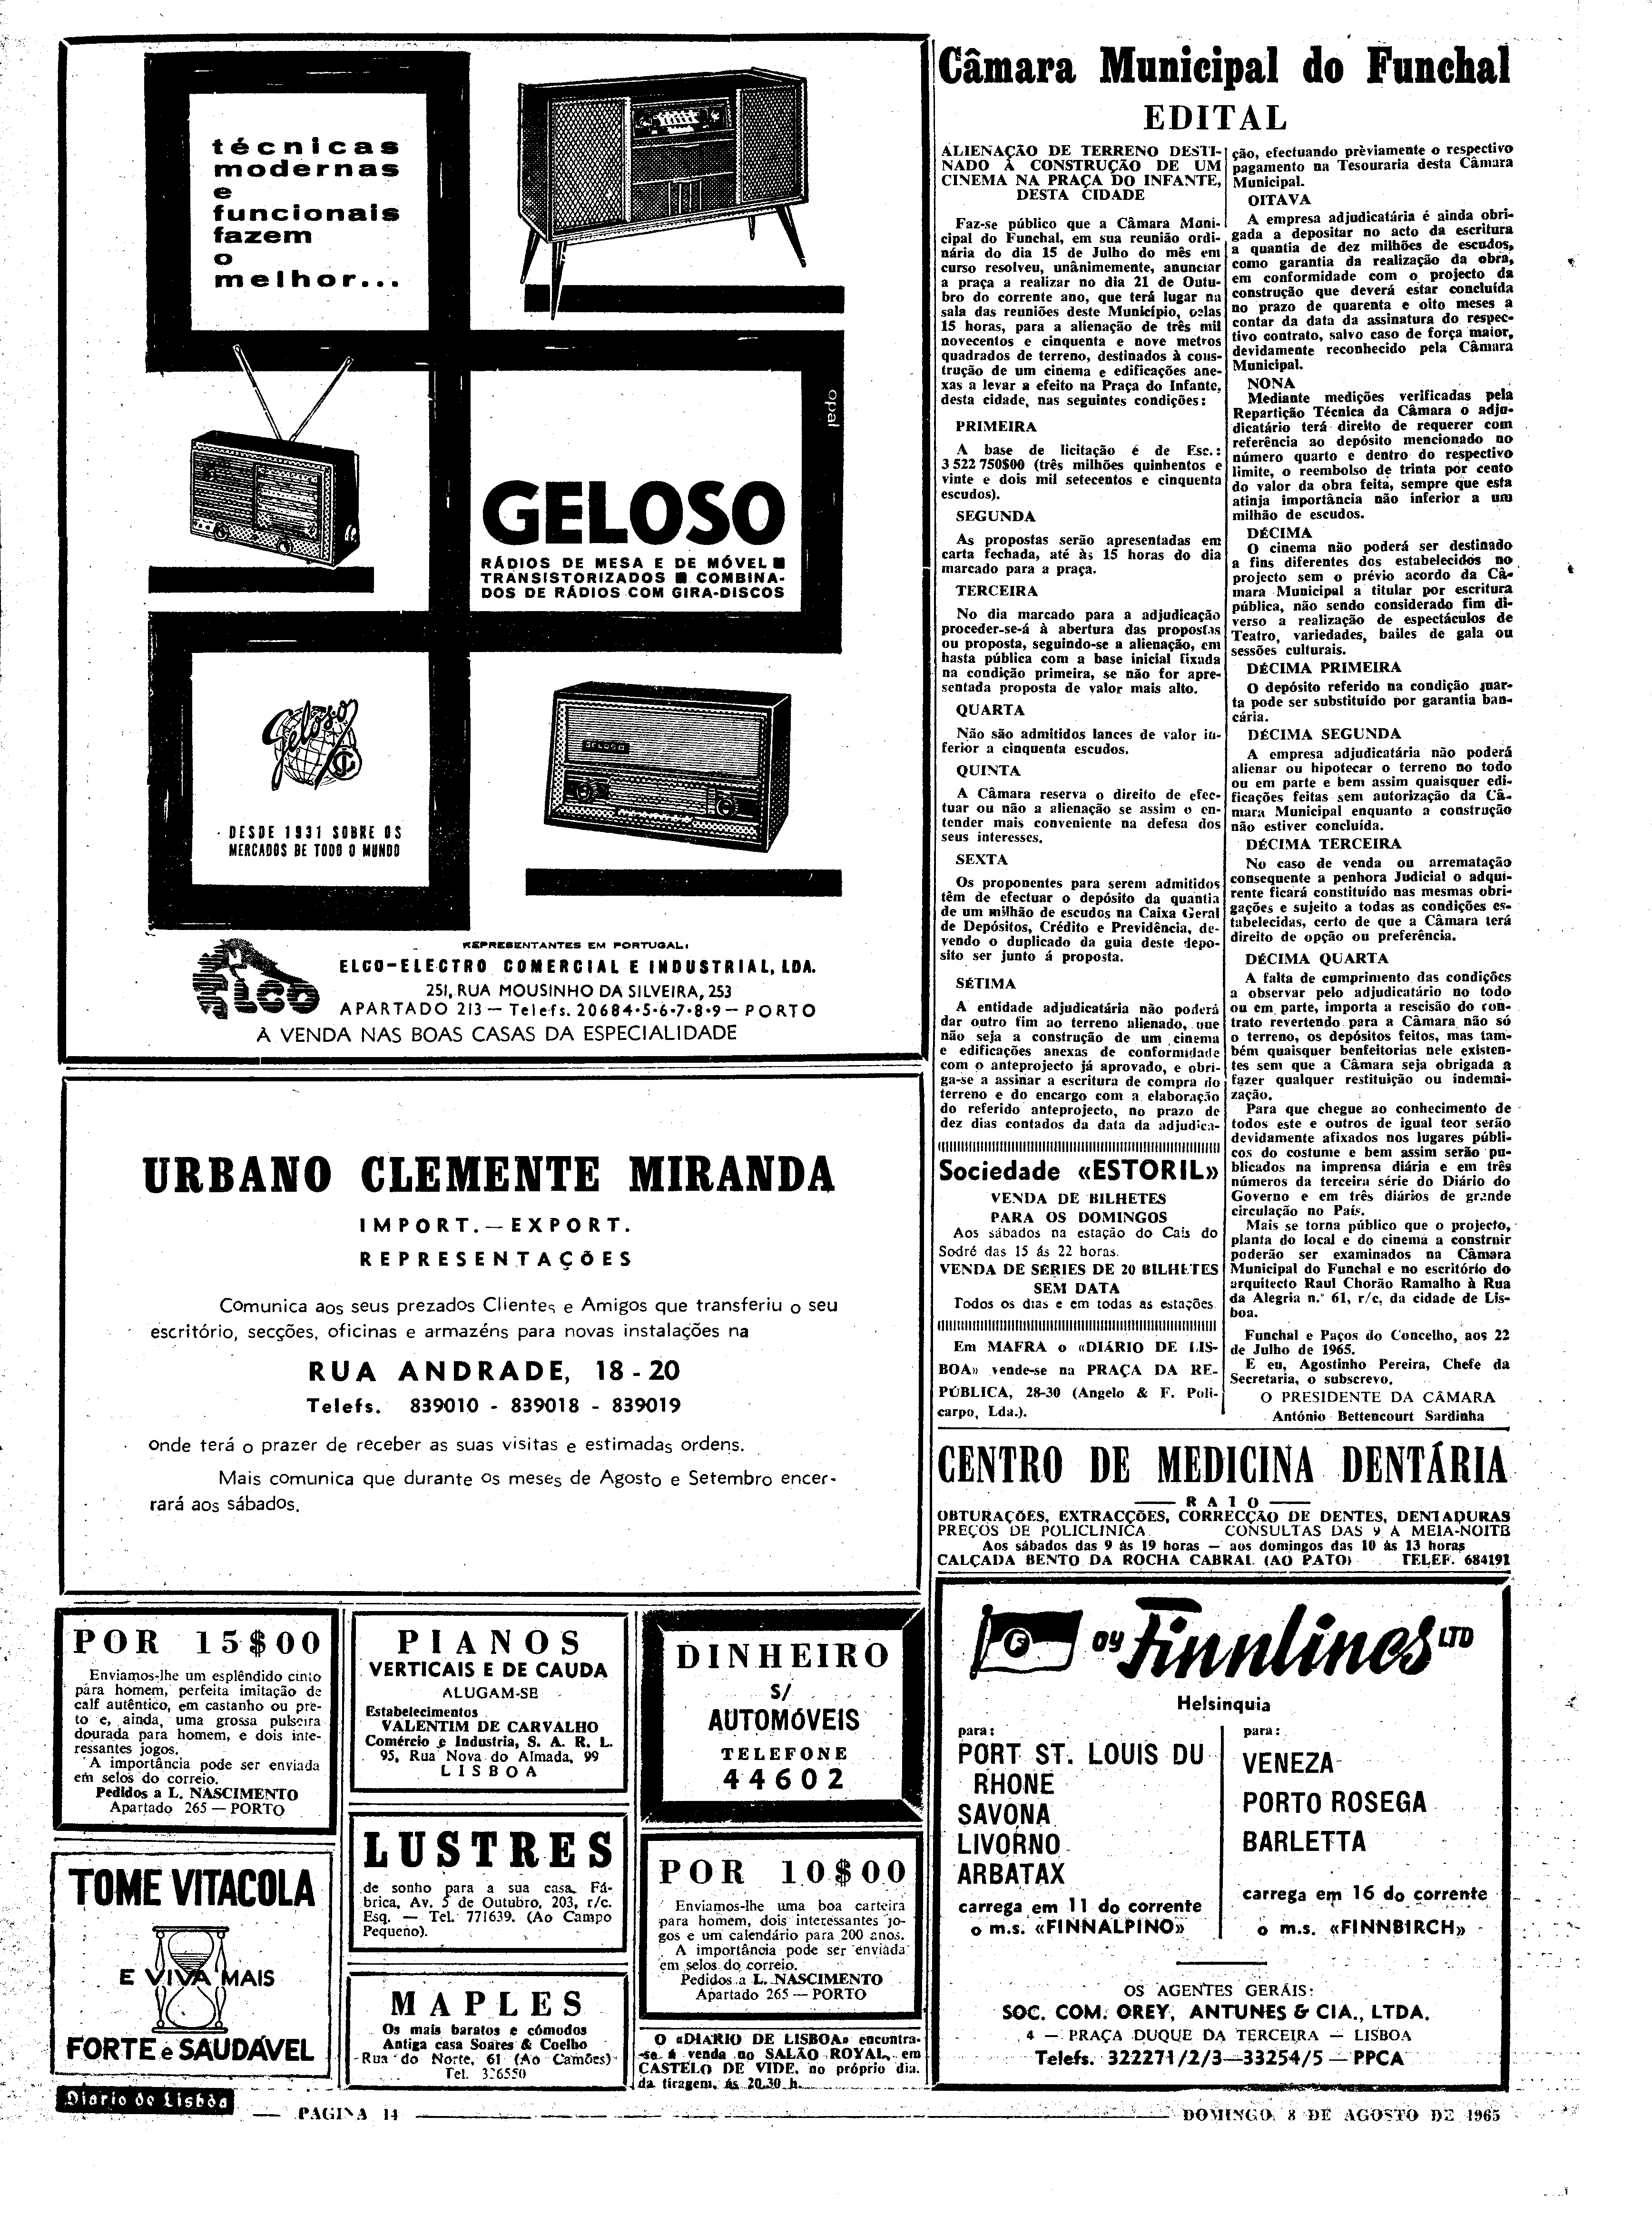 técnicas
modernas
e
funcionais
fazem
o
melhor...
opal
GELOSO
RÁDIOS DE MESA E DE MÓVEL ■
TRANSISTORIZADOS ■ COMBINA-
DOS DE RÁDIOS COM GIRA-DISCOS
Geloso
DESDE 1931 SOBRE OS
MERCADOS DE TODO O MUNDO
GELOSO
REPRESENTANTES EM PORTUGAL:
ELCO
ELCO-ELECTRO COMERCIAL E INDUSTRIAL, LDA.
251, RUA MOUSINHO DA SILVEIRA, 253
APARTADO 213 — Telefs. 20684·5·6·7·8·9 — PORTO
À VENDA NAS BOAS CASAS DA ESPECIALIDADE
URBANO CLEMENTE MIRANDA
IMPORT. — EXPORT.
REPRESENTAÇÕES
Comunica aos seus prezados Clientes e Amigos que transferiu o seu
escritório, secções, oficinas e armazéns para novas instalações na
RUA ANDRADE, 18 - 20
Telefs. 839010 - 839018 - 839019
onde terá o prazer de receber as suas visitas e estimadas ordens.
Mais comunica que durante os meses de Agosto e Setembro encer-
rará aos sábados.
Câmara Municipal do Funchal
EDITAL
ALIENAÇÃO DE TERRENO DESTI-
NADO À CONSTRUÇÃO DE UM
CINEMA NA PRAÇA DO INFANTE,
DESTA CIDADE
Faz-se público que a Câmara Muni-
cipal do Funchal, em sua reunião ordi-
nária do dia 15 de Julho do mês em
curso resolveu, unânimemente, anunciar
a praça a realizar no dia 21 de Outu-
bro do corrente ano, que terá lugar na
sala das reuniões deste Município, pelas
15 horas, para a alienação de três mil
novecentos e cinquenta e nove metros
quadrados de terreno, destinados à cons-
trução de um cinema e edificações ane-
xas a levar a efeito na Praça do Infante,
desta cidade, nas seguintes condições:
PRIMEIRA
A base de licitação é de Esc.:
3 522 750$00 (três milhões quinhentos e
vinte e dois mil setecentos e cinquenta
escudos).
SEGUNDA
As propostas serão apresentadas em
carta fechada, até às 15 horas do dia
marcado para a praça.
TERCEIRA
No dia marcado para a adjudicação
proceder-se-á à abertura das propostas
ou proposta, seguindo-se a alienação, em
hasta pública com a base inicial fixada
na condição primeira, se não for apre-
sentada proposta de valor mais alto.
QUARTA
Não são admitidos lances de valor in-
ferior a cinquenta escudos.
QUINTA
A Câmara reserva o direito de efec-
tuar ou não a alienação se assim o en-
tender mais conveniente na defesa dos
seus interesses.
SEXTA
Os proponentes para serem admitidos
têm de efectuar o depósito da quantia
de um milhão de escudos na Caixa Geral
de Depósitos, Crédito e Previdência, de-
vendo o duplicado da guia deste depó-
sito ser junto á proposta.
SÉTIMA
A entidade adjudicatária não poderá
dar outro fim ao terreno alienado, que
não seja a construção de um cinema
e edificações anexas de conformidade
com o anteprojecto já aprovado, e obri-
ga-se a assinar a escritura de compra do
terreno e do encargo com a elaboração
do referido anteprojecto, no prazo de
dez dias contados da data da adjudica-
ção, efectuando prèviamente o respectivo
pagamento na Tesouraria desta Câmara
Municipal.
OITAVA
A empresa adjudicatária é ainda obri-
gada a depositar no acto da escritura
a quantia de dez milhões de escudos,
como garantia da realização da obra,
em conformidade com o projecto da
construção que deverá estar concluída
no prazo de quarenta e oito meses a
contar da data da assinatura do respec-
tivo contrato, salvo caso de força maior,
devidamente reconhecido pela Câmara
Municipal.
NONA
Mediante medições verificadas pela
Repartição Técnica da Câmara o adju-
dicatário terá direito de requerer com
referência ao depósito mencionado no
número quarto e dentro do respectivo
limite, o reembolso de trinta por cento
do valor da obra feita, sempre que esta
atinja importância não inferior a um
milhão de escudos.
DÉCIMA
O cinema não poderá ser destinado
a fins diferentes dos estabelecidos no
projecto sem o prévio acordo da Câ-
mara Municipal a titular por escritura
pública, não sendo considerado fim di-
verso a realização de espectáculos de
Teatro, variedades, bailes de gala ou
sessões culturais.
DÉCIMA PRIMEIRA
O depósito referido na condição quar-
ta pode ser substituído por garantia ban-
cária.
DÉCIMA SEGUNDA
A empresa adjudicatária não poderá
alienar ou hipotecar o terreno no todo
ou em parte e bem assim quaisquer edi-
ficações feitas sem autorização da Câ-
mara Municipal enquanto a construção
não estiver concluída.
DÉCIMA TERCEIRA
No caso de venda ou arrematação
consequente a penhora Judicial o adqui-
rente ficará constituído nas mesmas obri-
gações e sujeito a todas as condições es-
tabelecidas, certo de que a Câmara terá
direito de opção ou preferência.
DÉCIMA QUARTA
A falta de cumprimento das condições
a observar pelo adjudicatário no todo
ou em parte, importa a rescisão do con-
trato revertendo para a Câmara não só
o terreno, os depósitos feitos, mas tam-
bém quaisquer benfeitorias nele existen-
tes sem que a Câmara seja obrigada a
fazer qualquer restituição ou indemni-
zação.
Para que chegue ao conhecimento de
todos este e outros de igual teor serão
devidamente afixados nos lugares públi-
cos do costume e bem assim serão pu-
blicados na imprensa diária e em três
números da terceira série do Diário do
Governo e em três diários de grande
circulação no País.
Mais se torna público que o projecto,
planta do local e do cinema a construir
poderão ser examinados na Câmara
Municipal do Funchal e no escritório do
arquitecto Raul Chorão Ramalho à Rua
da Alegria n.º 61, r/c, da cidade de Lis-
boa.
Funchal e Paços do Concelho, aos 22
de Julho de 1965.
E eu, Agostinho Pereira, Chefe da
Secretaria, o subscrevo.
O PRESIDENTE DA CÂMARA
António Bettencourt Sardinha
Sociedade «ESTORIL»
VENDA DE BILHETES
PARA OS DOMINGOS
Aos sábados na estação do Cais do
Sodré das 15 ás 22 horas.
VENDA DE SÉRIES DE 20 BILHETES
SEM DATA
Todos os dias e em todas as estações
Em MAFRA o «DIÁRIO DE LIS-
BOA» vende-se na PRAÇA DA RE-
PÚBLICA, 28-30 (Angelo & F. Poli-
carpo, Lda.).
CENTRO DE MEDICINA DENTÁRIA
— RATO —
OBTURAÇÕES, EXTRACÇÕES, CORRECÇÃO DE DENTES, DENTADURAS
PREÇOS DE POLICLINICA CONSULTAS DAS 9 À MEIA-NOITE
Aos sábados das 9 às 19 horas — aos domingos das 10 às 13 horas
CALÇADA BENTO DA ROCHA CABRAL (AO PATO) TELEF. 684191
POR 15$00
Enviamos-lhe um esplêndido cinto
pára homem, perfeita imitação de
calf autêntico, em castanho ou pre-
to e, ainda, uma grossa pulseira
dourada para homem, e dois inte-
ressantes jogos.
A importância pode ser enviada
em selos do correio.
Pedidos a L. NASCIMENTO
Apartado 265 — PORTO
TOME VITACOLA
E VIVA MAIS
FORTE e SAUDÁVEL
PIANOS
VERTICAIS E DE CAUDA
ALUGAM-SE
Estabelecimentos
VALENTIM DE CARVALHO
Comércio e Industria, S. A. R. L.
95, Rua Nova do Almada, 99
LISBOA
LUSTRES
de sonho para a sua casa. Fá-
brica, Av. 5 de Outubro, 203, r/c.
Esq. — Tel. 771639. (Ao Campo
Pequeno).
MAPLES
Os mais baratos e cómodos
Antiga casa Soares & Coelho
Rua do Norte, 61 (Ao Camões)
Tel. 326550
DINHEIRO
S/
AUTOMÓVEIS
TELEFONE
44602
POR 10$00
Enviamos-lhe uma boa carteira
para homem, dois interessantes jo-
gos e um calendário para 200 anos.
A importância pode ser enviada
em selos do correio.
Pedidos a L. NASCIMENTO
Apartado 265 — PORTO
O «DIÁRIO DE LISBOA» encontra-
-se á venda no SALÃO ROYAL, em
CASTELO DE VIDE, no próprio dia.
da tiragem, ás 20.30 h.
OY Finnlines LTD
Helsinquia
para:
PORT ST. LOUIS DU
RHONE
SAVONA
LIVORNO
ARBATAX
carrega em 11 do corrente
o m.s. «FINNALPINO»
para:
VENEZA
PORTO ROSEGA
BARLETTA
carrega em 16 do corrente
o m.s. «FINNBIRCH»
OS AGENTES GERAIS:
SOC. COM. OREY, ANTUNES & CIA., LTDA.
4 — PRAÇA DUQUE DA TERCEIRA — LISBOA
Telefs. 322271/2/3—33254/5 — PPCA
Diario de Lisboa
— PAGINA 14 — DOMINGO, 8 DE AGOSTO DE 1965